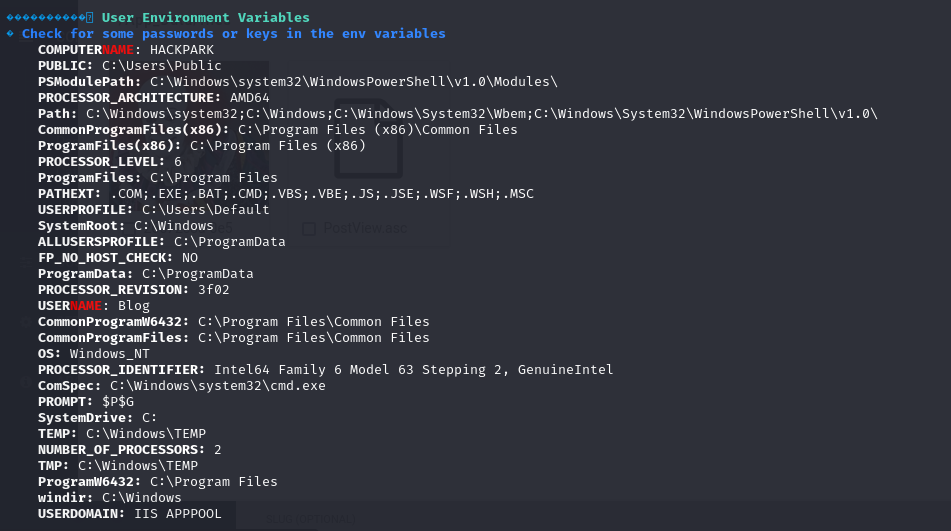 User Environment Variables
Check for some passwords or keys in the env variables
COMPUTERNAME: HACKPARK
PUBLIC: C:\Users\Public
PSModulePath: C:\Windows\system32\WindowsPowerShell\v1.0\Modules\
PROCESSOR_ARCHITECTURE: AMD64
Path: C:\Windows\system32;C:\Windows;C:\Windows\System32\Wbem;C:\Windows\System32\WindowsPowerShell\v1.0\
CommonProgramFiles(x86): C:\Program Files (x86)\Common Files
ProgramFiles(x86): C:\Program Files (x86)
PROCESSOR_LEVEL: 6
ProgramFiles: C:\Program Files
PATHEXT: .COM;.EXE;.BAT;.CMD;.VBS;.VBE;.JS;.JSE;.WSF;.WSH;.MSC
USERPROFILE: C:\Users\Default
SystemRoot: C:\Windows
PostView.asc
ALLUSERSPROFILE: C:\ProgramData
FP_NO_HOST_CHECK: NO
ProgramData: C:\ProgramData
PROCESSOR_REVISION: 3f02
USERNAME: Blog
CommonProgramW6432: C:\Program Files\Common Files
CommonProgramFiles: C:\Program Files\Common Files
OS: Windows_NT
PROCESSOR_IDENTIFIER: Intel64 Family 6 Model 63 Stepping 2, GenuineIntel
ComSpec: C:\Windows\system32\cmd.exe
PROMPT: $P$G
SystemDrive: C:
TEMP: C:\Windows\TEMP
NUMBER_OF_PROCESSORS: 2
TMP: C:\Windows\TEMP
ProgramW6432: C:\Program Files
windir: C:\Windows
USERDOMAIN: IIS APPPOOL